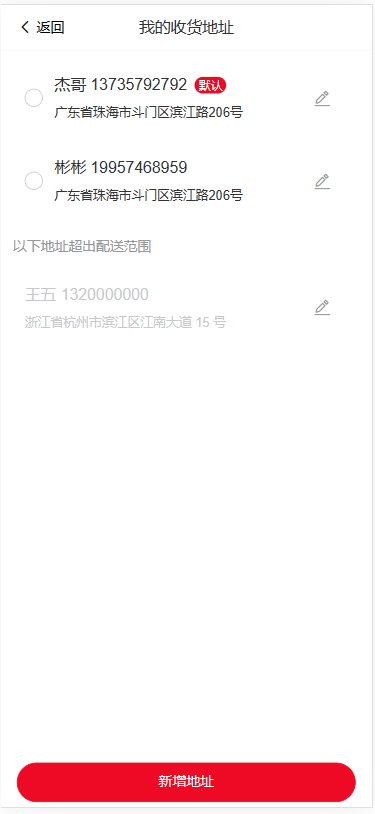 返回 我的收货地址
杰哥 13735792792 默认
广东省珠海市斗门区滨江路206号
彬彬 19957468959
广东省珠海市斗门区滨江路206号
以下地址超出配送范围
王五 1320000000
浙江省杭州市滨江区江南大道 15 号
新增地址